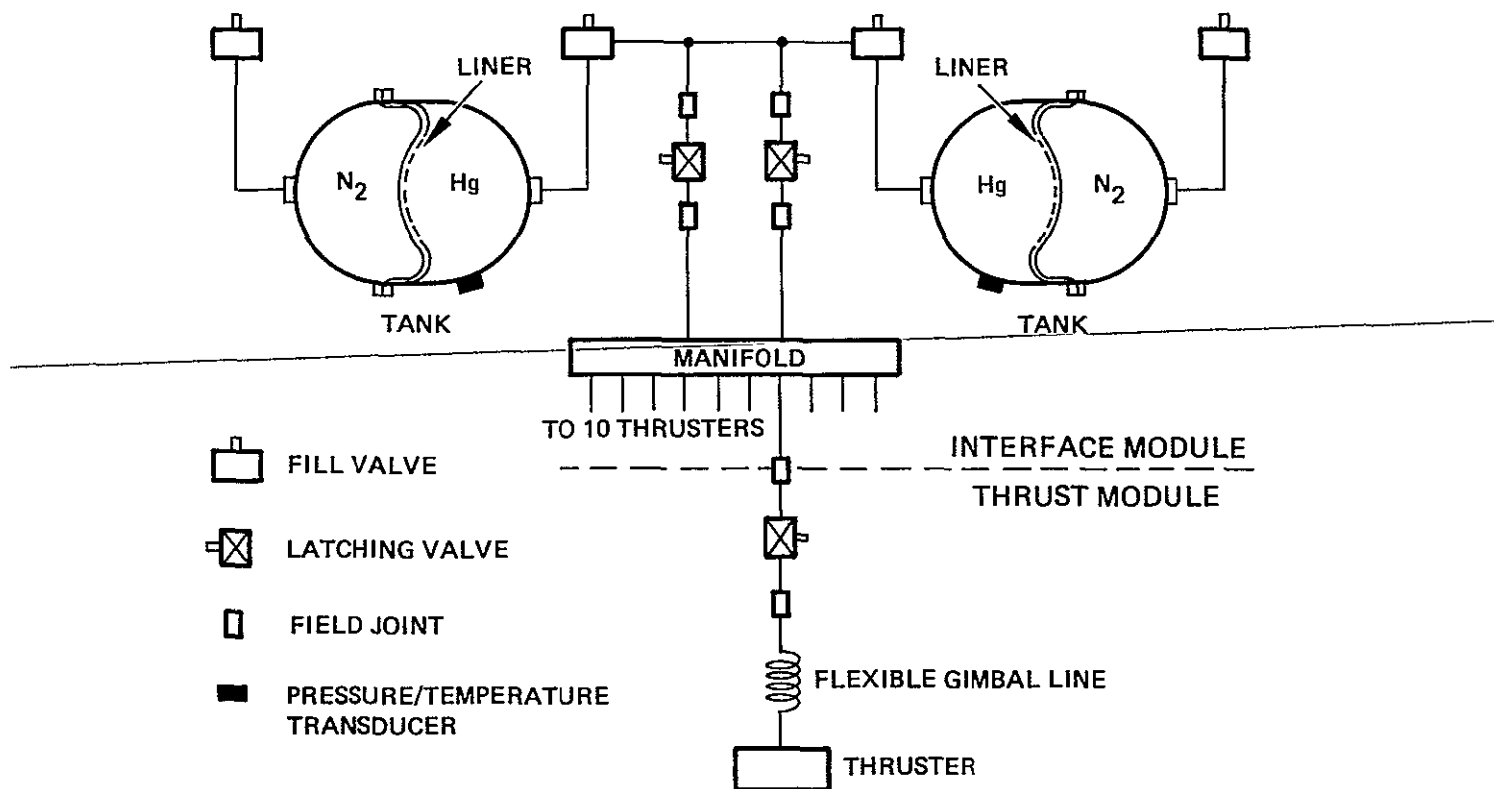 LINER
LINER
N2
Hg
Hg
N2
TANK
TANK
MANIFOLD
TO 10 THRUSTERS
INTERFACE MODULE
THRUST MODULE
FILL VALVE
LATCHING VALVE
FIELD JOINT
PRESSURE/TEMPERATURE
TRANSDUCER
FLEXIBLE GIMBAL LINE
THRUSTER